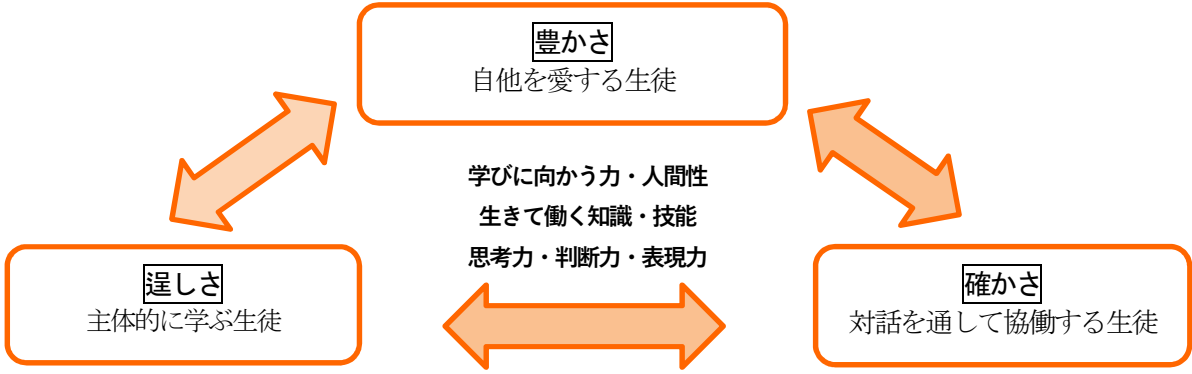 豊かさ
自他を愛する生徒
学びに向かう力・人間性
生きて働く知識・技能
思考力・判断力・表現力
逞しさ
主体的に学ぶ生徒
確かさ
対話を通して協働する生徒